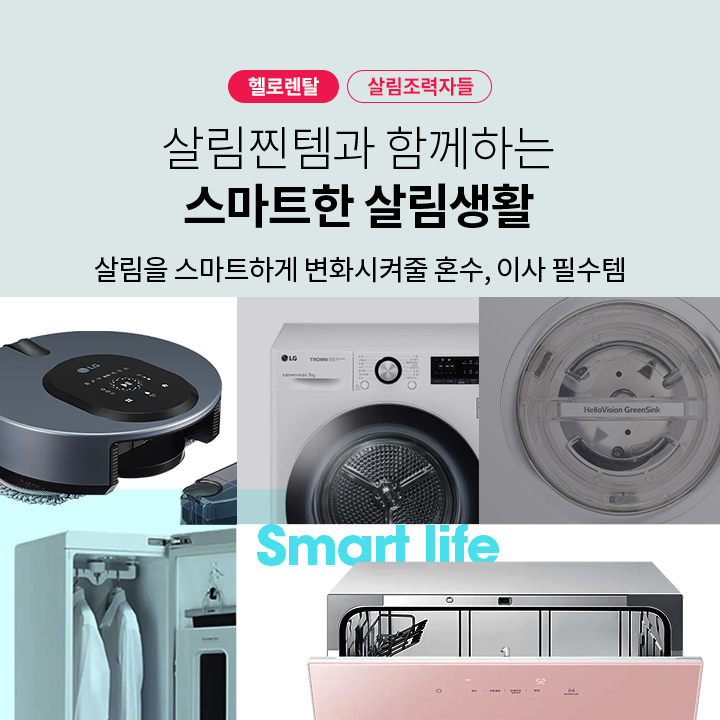 헬로렌탈
살림조력자들
살림찐템과 함께하는
스마트한 살림생활
살림을 스마트하게 변화시켜줄 혼수, 이사 필수템
LG
LG
TROMM
9kg
HelloVision GreenSink
Smart life